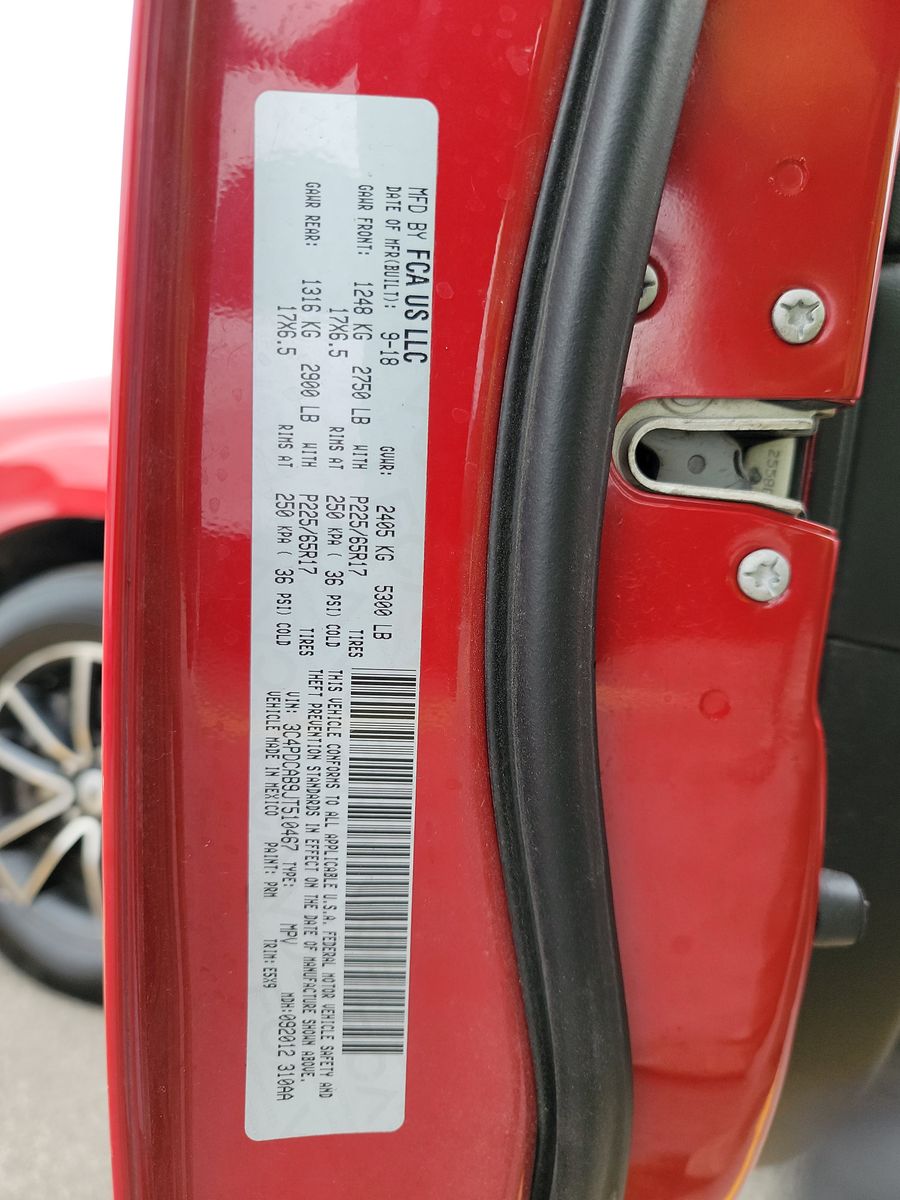 MFD BY FCA US LLC
DATE OF MFR(BUILT): 9-18 GVWR: 2405 KG 5300 LB
GAWR FRONT: 1248 KG 2750 LB WITH P225/65R17 TIRES
17X6.5 RIMS AT 250 KPA ( 36 PSI) COLD
GAWR REAR: 1316 KG 2900 LB WITH P225/65R17 TIRES
17X6.5 RIMS AT 250 KPA ( 36 PSI) COLD
THIS VEHICLE CONFORMS TO ALL APPLICABLE U.S.A. FEDERAL MOTOR VEHICLE SAFETY AND
THEFT PREVENTION STANDARDS IN EFFECT ON THE DATE OF MANUFACTURE SHOWN ABOVE.
VIN: 3C4PDCAB9JT510467 TYPE: MPV MDH:092012 310AA
VEHICLE MADE IN MEXICO PAINT: PRM TRIM: E5X9